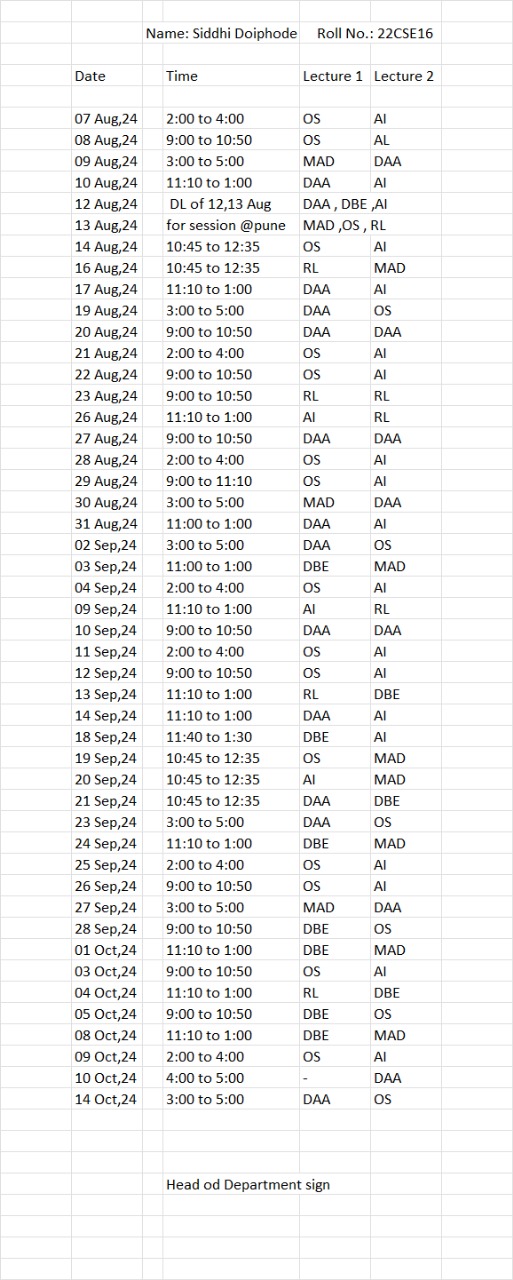 Name: Siddhi Doiphode Roll No.: 22CSE16
Date Time Lecture 1 Lecture 2
07 Aug,24 2:00 to 4:00 OS AI
08 Aug,24 9:00 to 10:50 OS AL
09 Aug,24 3:00 to 5:00 MAD DAA
10 Aug,24 11:10 to 1:00 DAA AI
12 Aug,24 DL of 12,13 Aug DAA , DBE ,AI
13 Aug,24 for session @pune MAD ,OS , RL
14 Aug,24 10:45 to 12:35 OS AI
16 Aug,24 10:45 to 12:35 RL MAD
17 Aug,24 11:10 to 1:00 DAA AI
19 Aug,24 3:00 to 5:00 DAA OS
20 Aug,24 9:00 to 10:50 DAA DAA
21 Aug,24 2:00 to 4:00 OS AI
22 Aug,24 9:00 to 10:50 OS AI
23 Aug,24 9:00 to 10:50 RL RL
26 Aug,24 11:10 to 1:00 AI RL
27 Aug,24 9:00 to 10:50 DAA DAA
28 Aug,24 2:00 to 4:00 OS AI
29 Aug,24 9:00 to 11:10 OS AI
30 Aug,24 3:00 to 5:00 MAD DAA
31 Aug,24 11:00 to 1:00 DAA AI
02 Sep,24 3:00 to 5:00 DAA OS
03 Sep,24 11:00 to 1:00 DBE MAD
04 Sep,24 2:00 to 4:00 OS AI
09 Sep,24 11:10 to 1:00 AI RL
10 Sep,24 9:00 to 10:50 DAA DAA
11 Sep,24 2:00 to 4:00 OS AI
12 Sep,24 9:00 to 10:50 OS AI
13 Sep,24 11:10 to 1:00 RL DBE
14 Sep,24 11:10 to 1:00 DAA AI
18 Sep,24 11:40 to 1:30 DBE AI
19 Sep,24 10:45 to 12:35 OS MAD
20 Sep,24 10:45 to 12:35 AI MAD
21 Sep,24 10:45 to 12:35 DAA DBE
23 Sep,24 3:00 to 5:00 DAA OS
24 Sep,24 11:10 to 1:00 DBE MAD
25 Sep,24 2:00 to 4:00 OS AI
26 Sep,24 9:00 to 10:50 OS AI
27 Sep,24 3:00 to 5:00 MAD DAA
28 Sep,24 9:00 to 10:50 DBE OS
01 Oct,24 11:10 to 1:00 DBE MAD
03 Oct,24 9:00 to 10:50 OS AI
04 Oct,24 11:10 to 1:00 RL DBE
05 Oct,24 9:00 to 10:50 DBE OS
08 Oct,24 11:10 to 1:00 DBE MAD
09 Oct,24 2:00 to 4:00 OS AI
10 Oct,24 4:00 to 5:00 - DAA
14 Oct,24 3:00 to 5:00 DAA OS
Head od Department sign